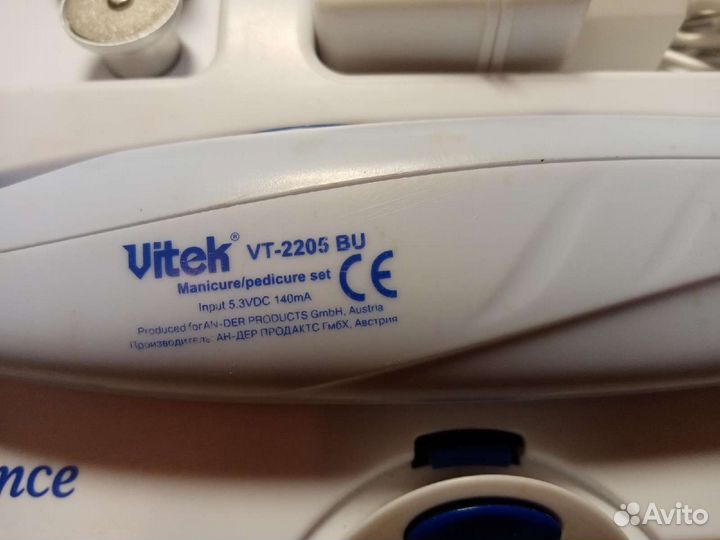 Vitek® VT-2205 BU
Manicure/pedicure set
Input 5.3VDC 140mA
CE
Produced for AN-DER PRODUCTS GmbH, Austria
Производитель: АН-ДЕР ПРОДАКТС ГмбХ, Австрия
nce
Avito